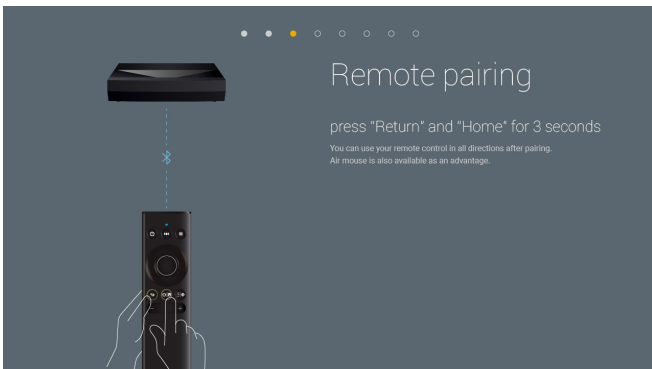 Remote pairing
press “Return” and “Home” for 3 seconds
You can use your remote control in all directions after pairing.
Air mouse is also available as an advantage.